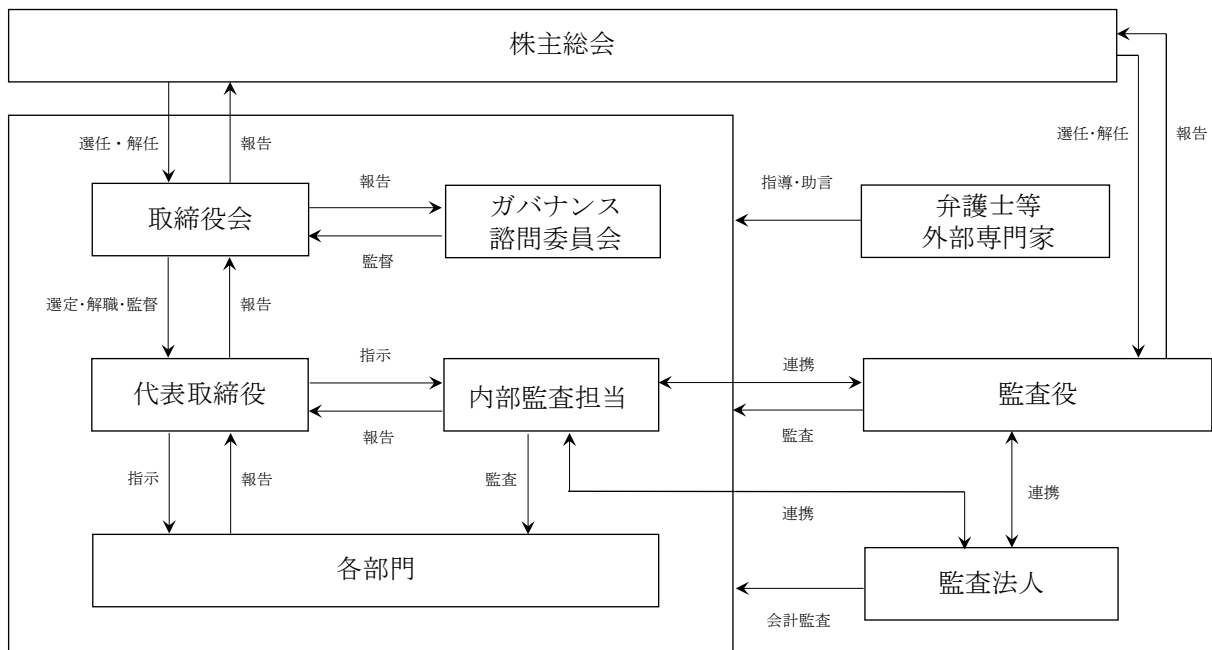 株主総会
選任・解任
報告
選任･解任
報告
取締役会
報告
監督
ガバナンス
諮問委員会
指導･助言
弁護士等
外部専門家
選定･解職･監督
報告
代表取締役
指示
報告
内部監査担当
連携
監査
監査役
指示
報告
監査
連携
連携
各部門
会計監査
監査法人